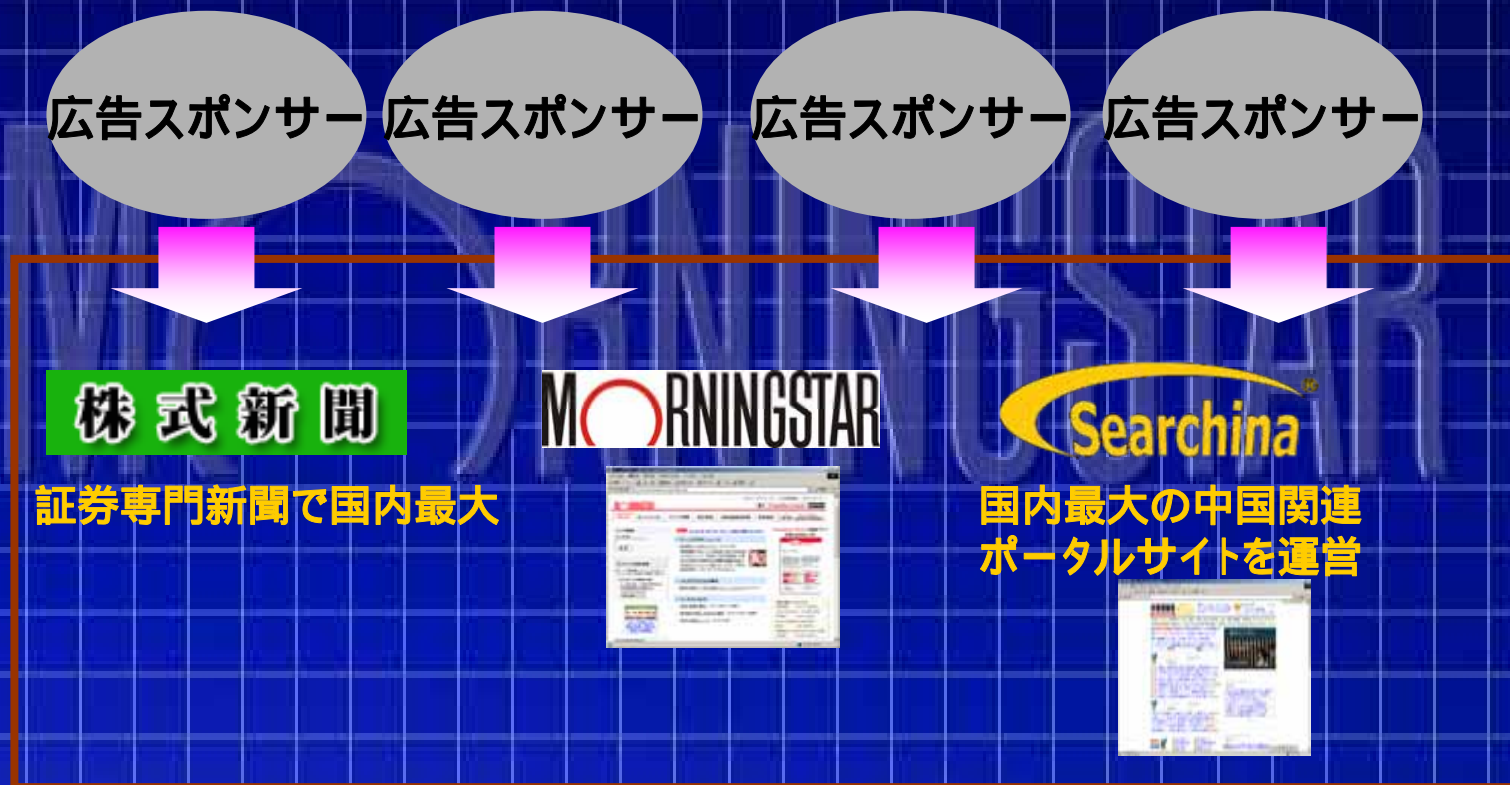 広告スポンサー
広告スポンサー
広告スポンサー
広告スポンサー
MORNINGSTAR
株式新聞
MORNINGSTAR
Searchina®
証券専門新聞で国内最大
国内最大の中国関連
ポータルサイトを運営